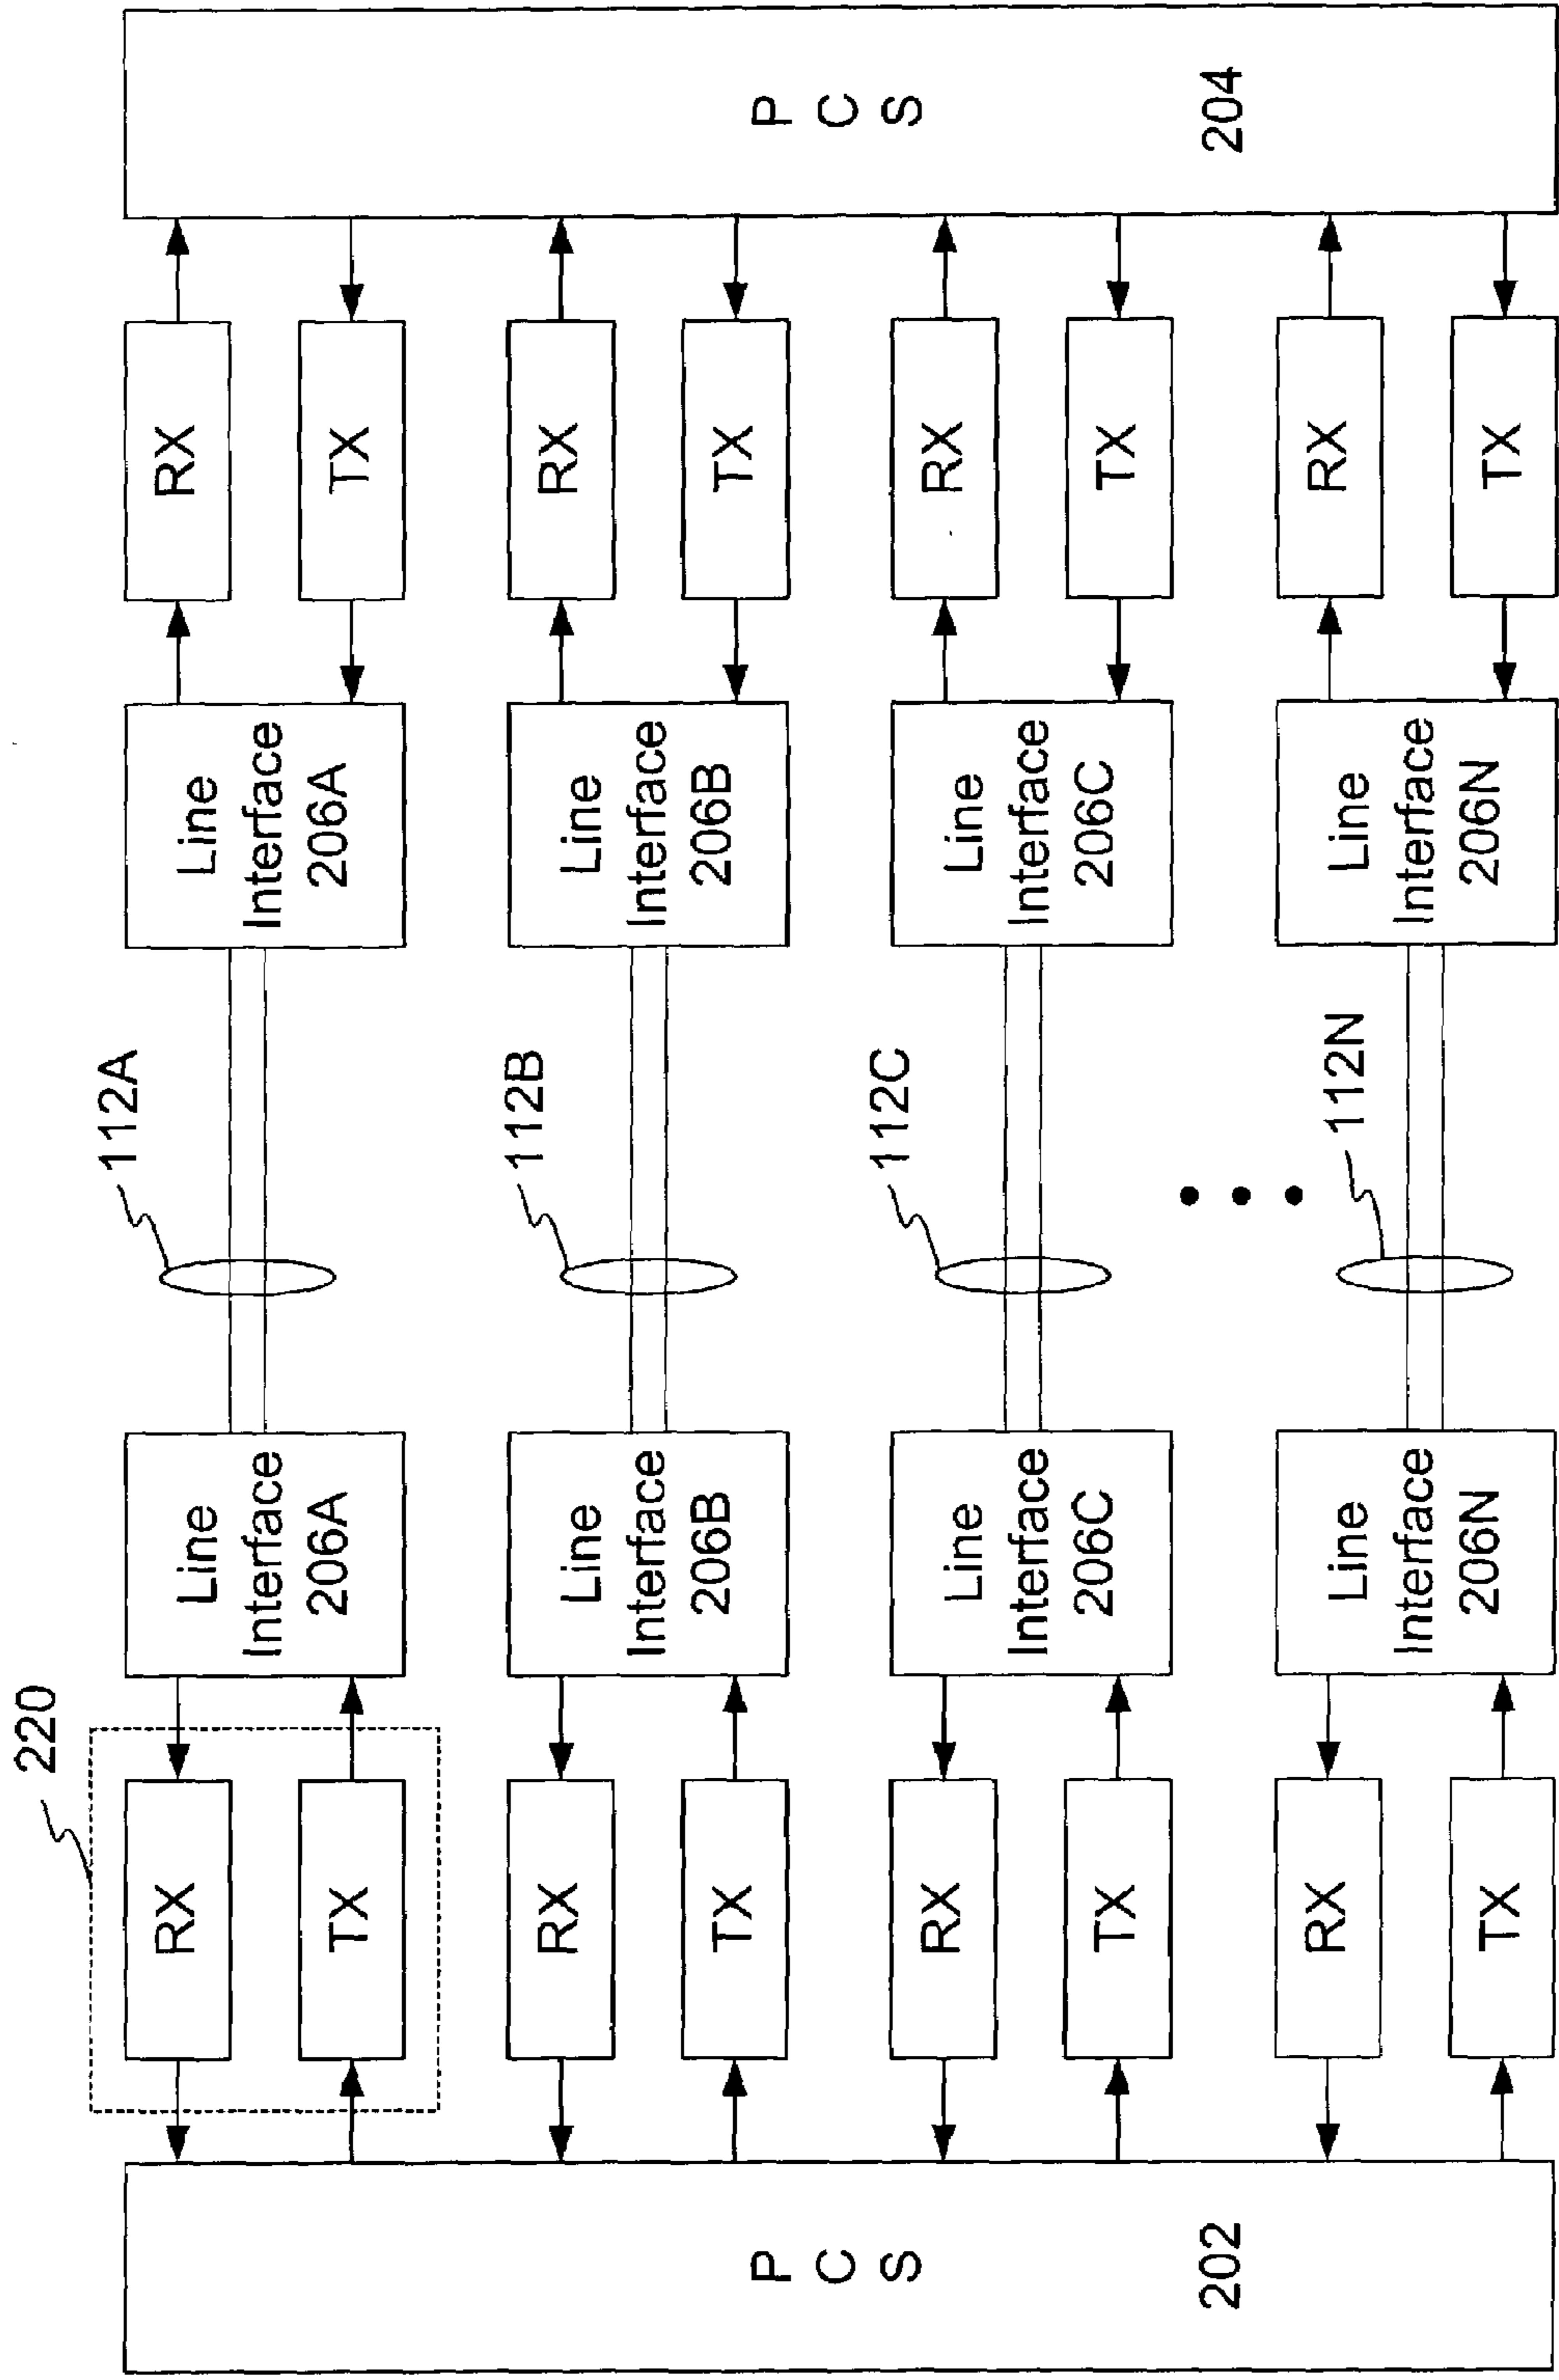 220
112A
RX
TX
Line
Interface
206A
Line
Interface
206A
RX
TX
112B
RX
TX
Line
Interface
206B
Line
Interface
206B
RX
TX
P
C
S
202
P
C
S
204
112C
RX
TX
Line
Interface
206C
Line
Interface
206C
RX
TX
112N
RX
TX
Line
Interface
206N
Line
Interface
206N
RX
TX